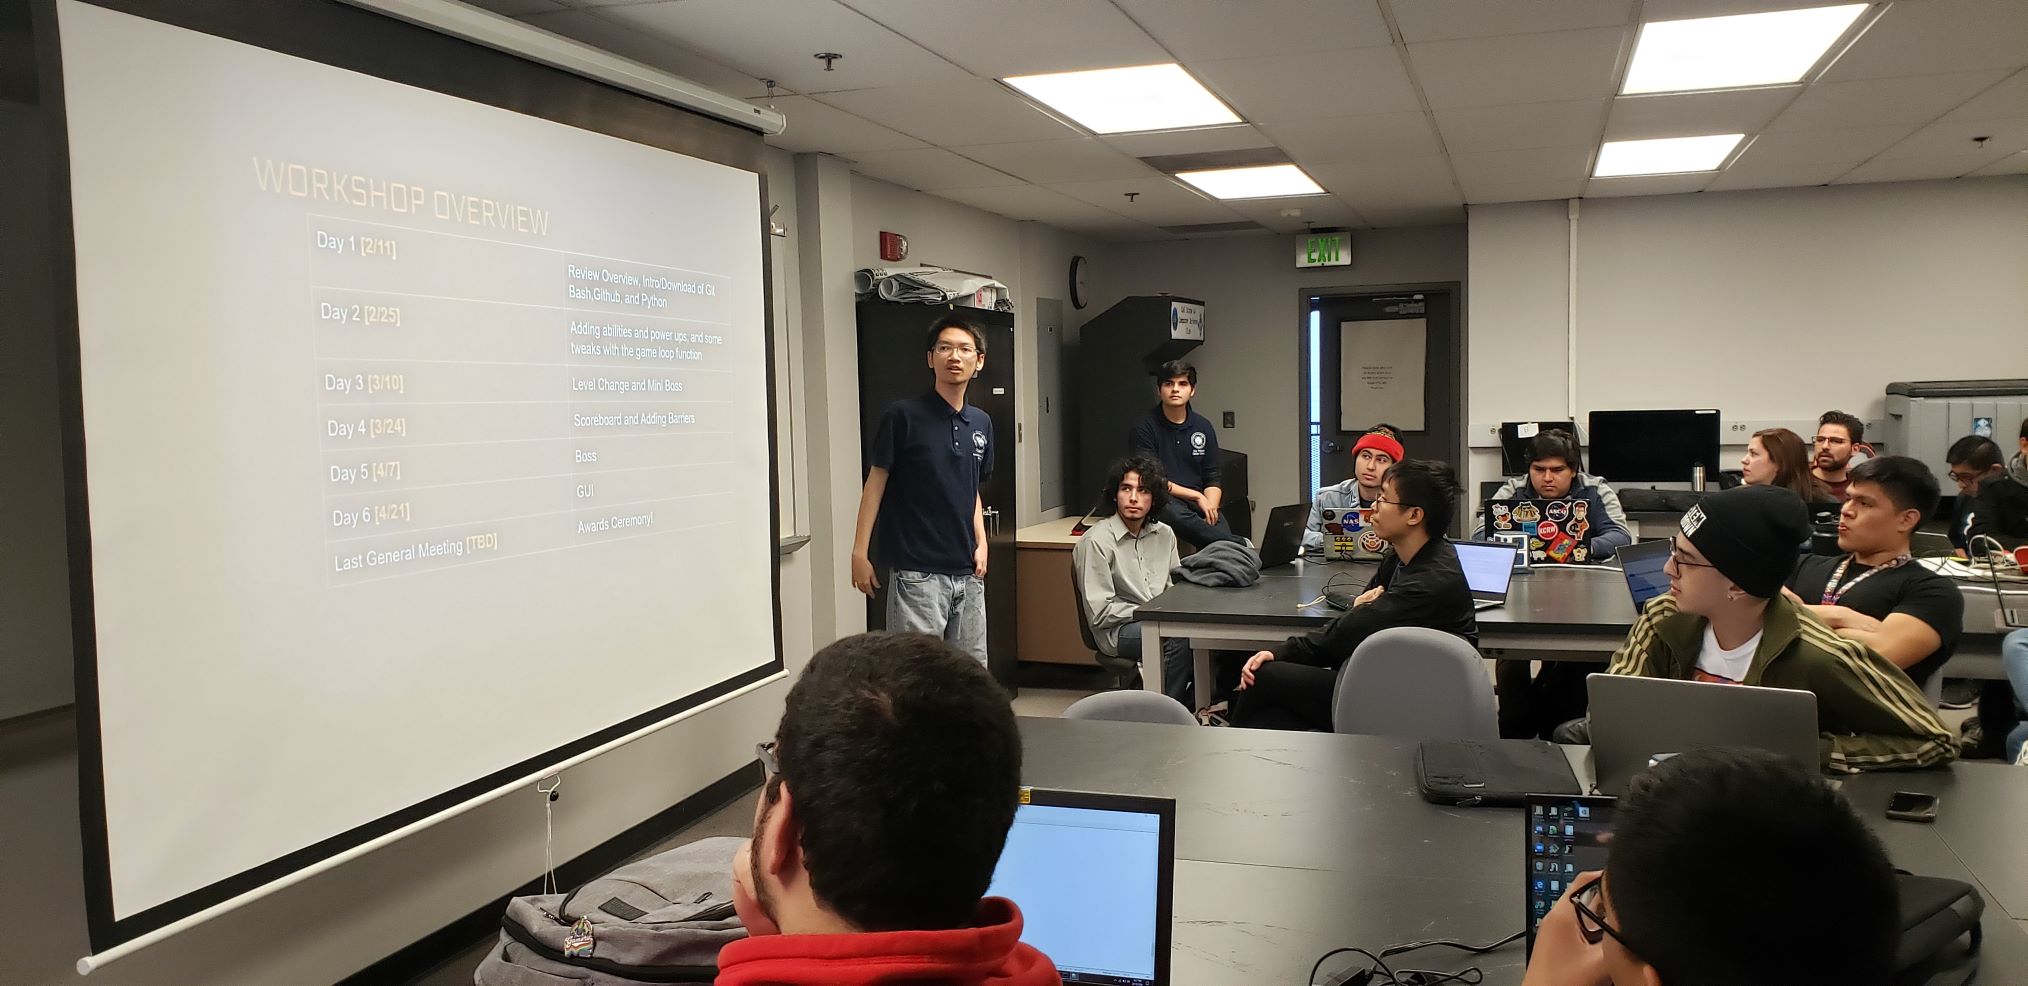 WORKSHOP OVERVIEW
Day 1 [2/11]
Review Overview, Intro/Download of Git
Bash,Github, and Python
Day 2 [2/25]
Adding abilities and power ups, and some
tweaks with the game loop function
Day 3 [3/10]
Level Change and Mini Boss
Day 4 [3/24]
Scoreboard and Adding Barriers
Day 5 [4/7]
Boss
Day 6 [4/21]
GUI
Last General Meeting [TBD]
Awards Ceremony!
EXIT
NASA